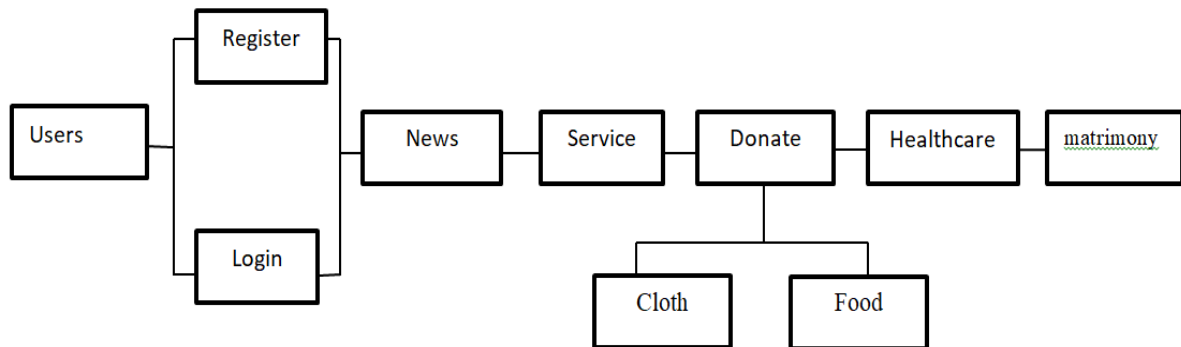 Register
Users
News
Service
Donate
Healthcare
matrimony
Login
Cloth
Food